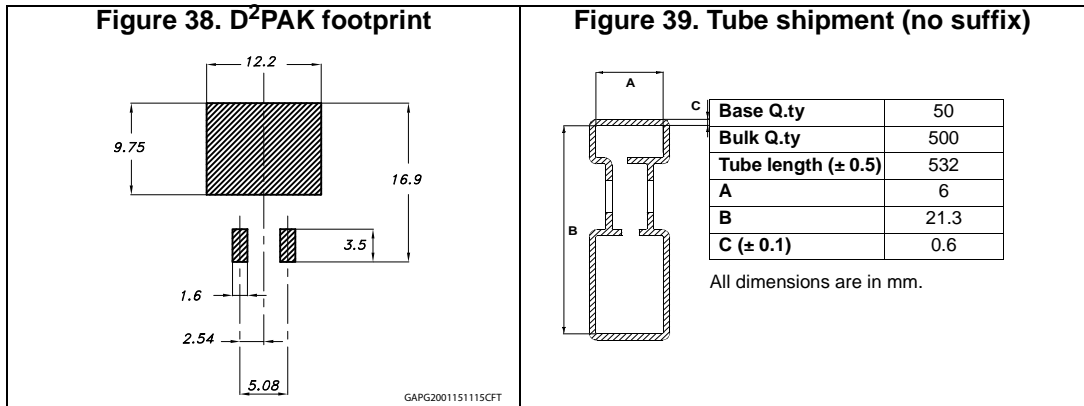 Figure 38. D²PAK footprint
12.2
9.75
16.9
3.5
1.6
2.54
5.08
GAPG2001151115CFT
Figure 39. Tube shipment (no suffix)
A
C
B
Base Q.ty 50
Bulk Q.ty 500
Tube length (± 0.5) 532
A 6
B 21.3
C (± 0.1) 0.6
All dimensions are in mm.